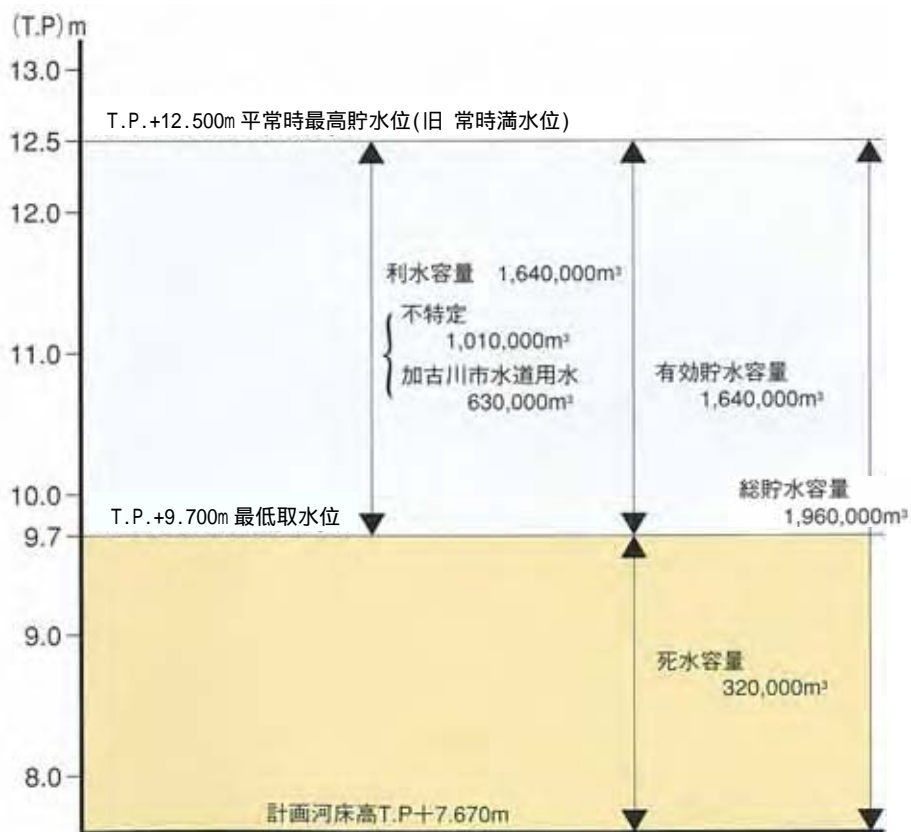 (T.P)m
13.0
T.P.+12.500m 平常時最高貯水位(旧 常時満水位)
12.5
12.0
利水容量 1,640,000m³
不特定
1,010,000m³
加古川市水道用水
630,000m³
11.0
有効貯水容量
1,640,000m³
10.0
総貯水容量
1,960,000m³
T.P.+9.700m 最低取水位
9.7
9.0
死水容量
320,000m³
8.0
計画河床高T.P+7.670m